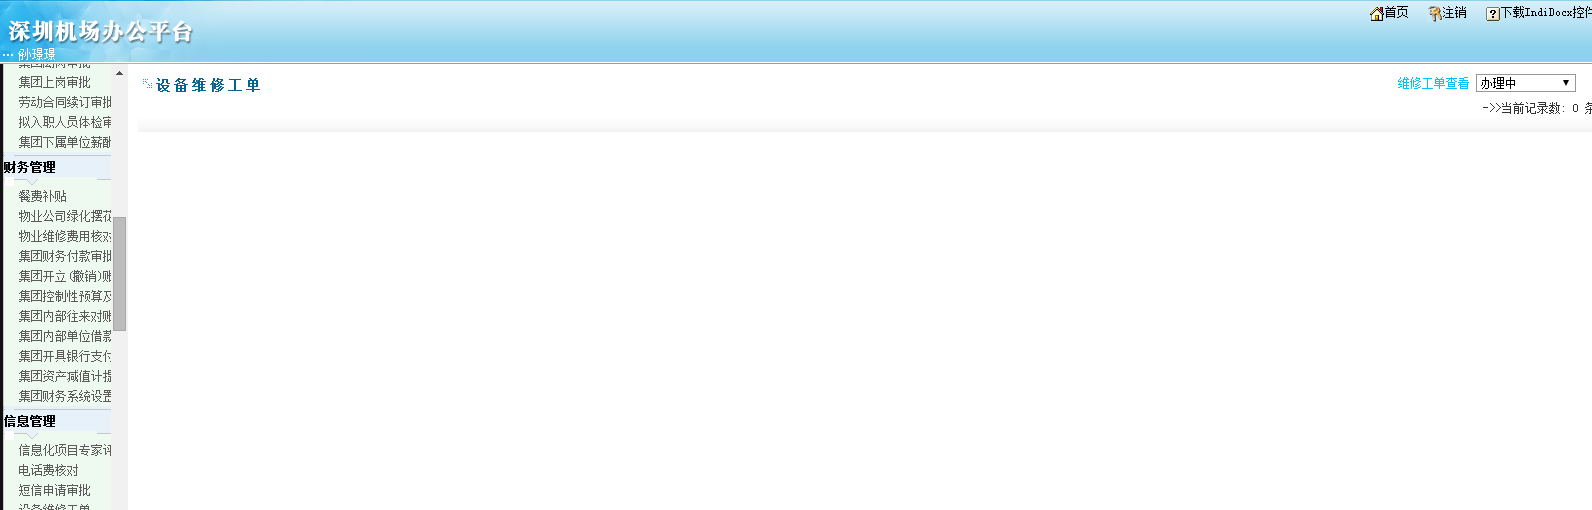 深圳机场办公平台
首页 注销 下载IndiDocx控件
… 孙璟璟
集团上岗审批
劳动合同续订审批
拟入职人员体检审
集团下属单位薪酬
财务管理
餐费补贴
物业公司绿化摆花
物业维修费用核对
集团财务付款审批
集团开立(撤销)账
集团控制性预算及
集团内部往来对账
集团内部单位借款
集团开具银行支付
集团资产减值计提
集团财务系统设置
信息管理
信息化项目专家评
电话费核对
短信申请审批
设备维修工单
设备维修工单
维修工单查看 办理中
->>当前记录数: 0 条